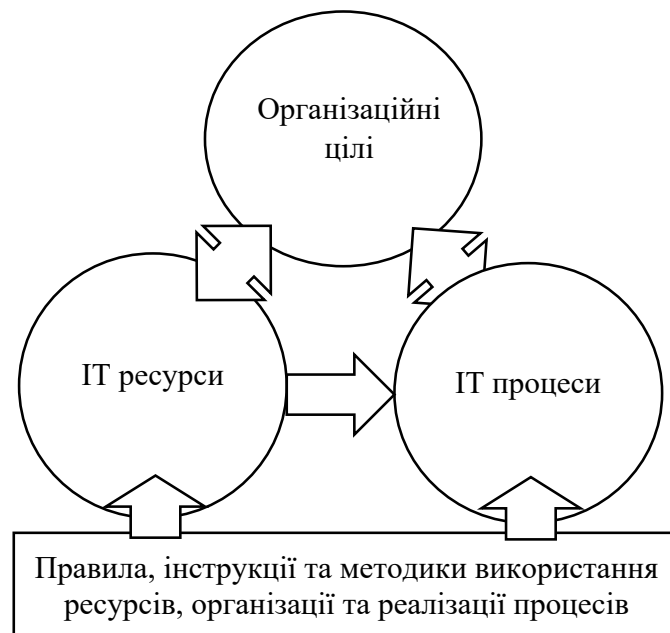 Організаційні
цілі
ІТ ресурси
ІТ процеси
Правила, інструкції та методики використання
ресурсів, організації та реалізації процесів